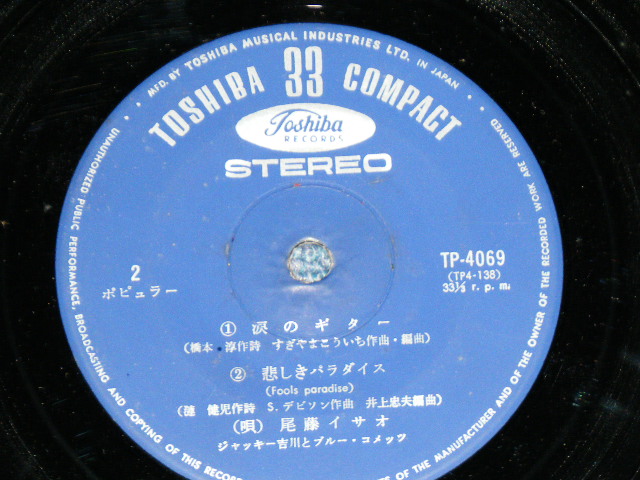 MFD. BY TOSHIBA MUSICAL INDUSTRIES LTD. IN JAPAN
TOSHIBA 33 COMPACT
Toshiba
RECORDS
STEREO
2
ポピュラー
TP-4069
(TP4-138)
33⅓ r. p. m.
① 涙のギター
(橋本 淳作詩 すぎやまこういち作曲・編曲)
② 悲しきパラダイス
(Fools paradise)
(漣 健児作詩 S. デビソン作曲 井上忠夫編曲)
(唄) 尾藤イサオ
ジャッキー吉川とブルー・コメッツ
UNAUTHORIZED PUBLIC PERFORMANCE, BROADCASTING AND COPYING OF THIS RECORD
OF THE MANUFACTURER AND OF THE OWNER OF THE RECORDED WORK ARE RESERVED